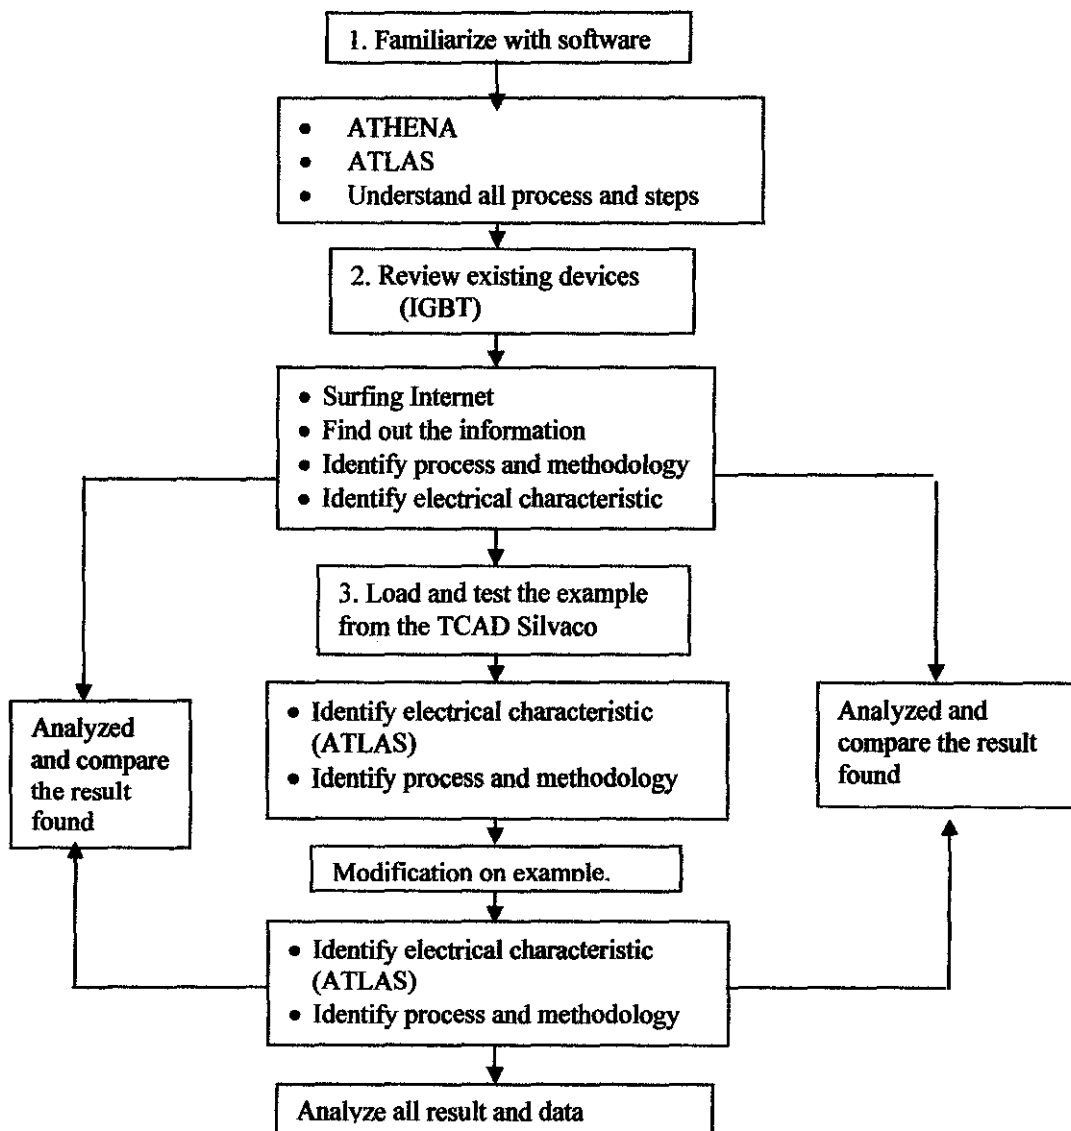 1. Familiarize with software
• ATHENA
• ATLAS
• Understand all process and steps
2. Review existing devices
(IGBT)
• Surfing Internet
• Find out the information
• Identify process and methodology
• Identify electrical characteristic
3. Load and test the example
from the TCAD Silvaco
• Identify electrical characteristic
(ATLAS)
• Identify process and methodology
Analyzed
and compare
the result
found
Analyzed and
compare the result
found
Modification on example.
• Identify electrical characteristic
(ATLAS)
• Identify process and methodology
Analyze all result and data